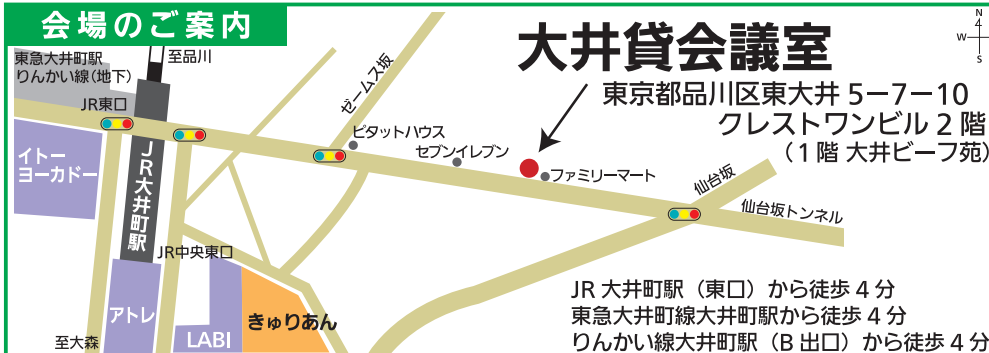 会場のご案内
N
W
S
大井貸会議室
東京都品川区東大井 5−7−10
クレストワンビル 2 階
（1階 大井ビーフ苑）
東急大井町駅
りんかい線（地下）
至品川
JR東口
ゼームス坂
ピタットハウス
セブンイレブン
ファミリーマート
仙台坂
仙台坂トンネル
イトー
ヨーカドー
JR大井町駅
JR中央東口
アトレ
LABI
きゅりあん
至大森
JR 大井町駅（東口）から徒歩 4 分
東急大井町線大井町駅から徒歩 4 分
りんかい線大井町駅（B 出口）から徒歩 4 分